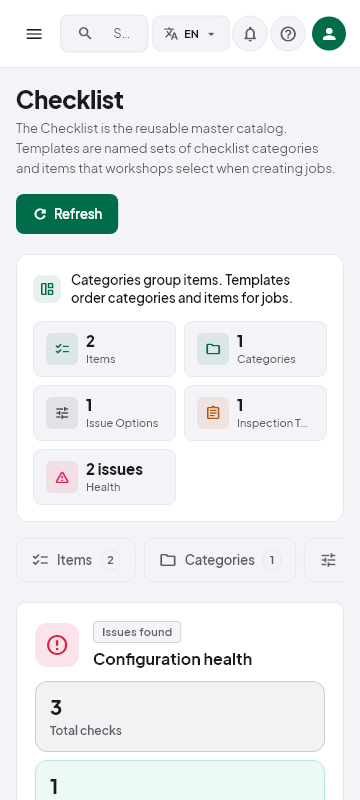 S...
EN
Checklist
The Checklist is the reusable master catalog.
Templates are named sets of checklist categories
and items that workshops select when creating jobs.
Refresh
Categories group items. Templates
order categories and items for jobs.
2
Items
1
Categories
1
Issue Options
1
Inspection T...
2 issues
Health
Items 2
Categories 1
Issues found
Configuration health
3
Total checks
1